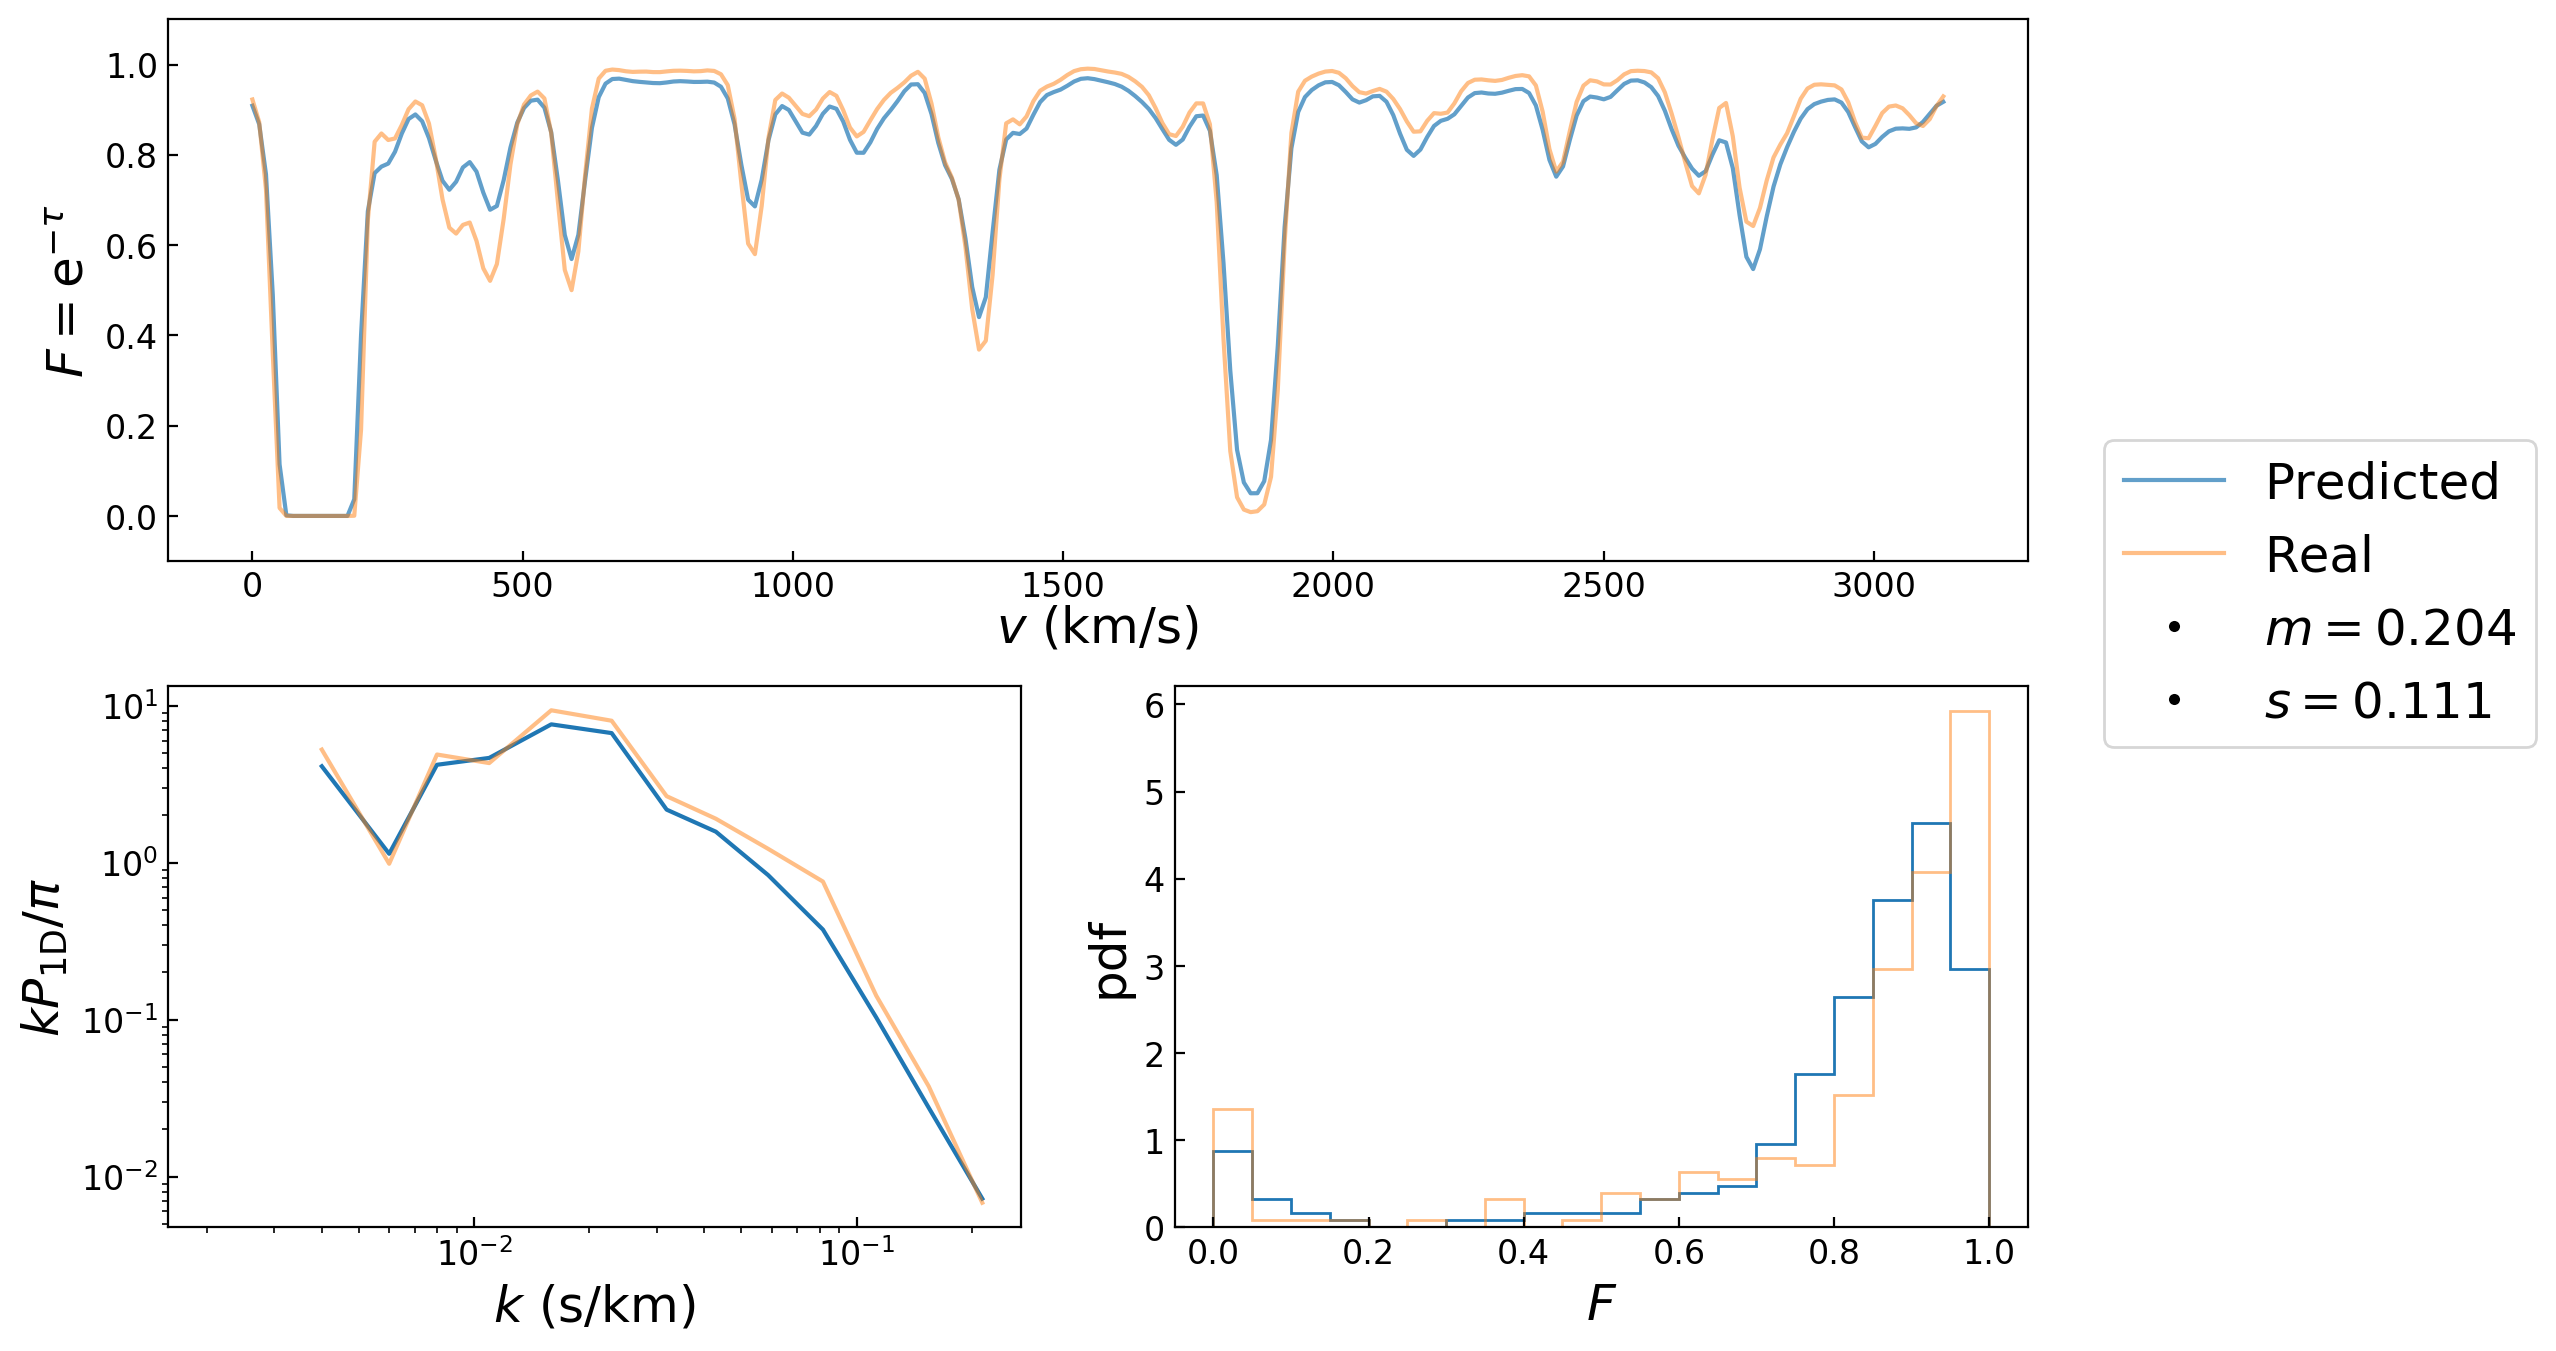 1.0
0.8
0.6
0.4
0.2
0.0
F = e^{−τ}
0 500 1000 1500 2000 2500 3000
v (km/s)
Predicted
Real
m = 0.204
s = 0.111
10^1
10^0
10^{−1}
10^{−2}
kP_{1D}/π
10^{−2} 10^{−1}
k (s/km)
6
5
4
3
2
1
0
pdf
0.0 0.2 0.4 0.6 0.8 1.0
F